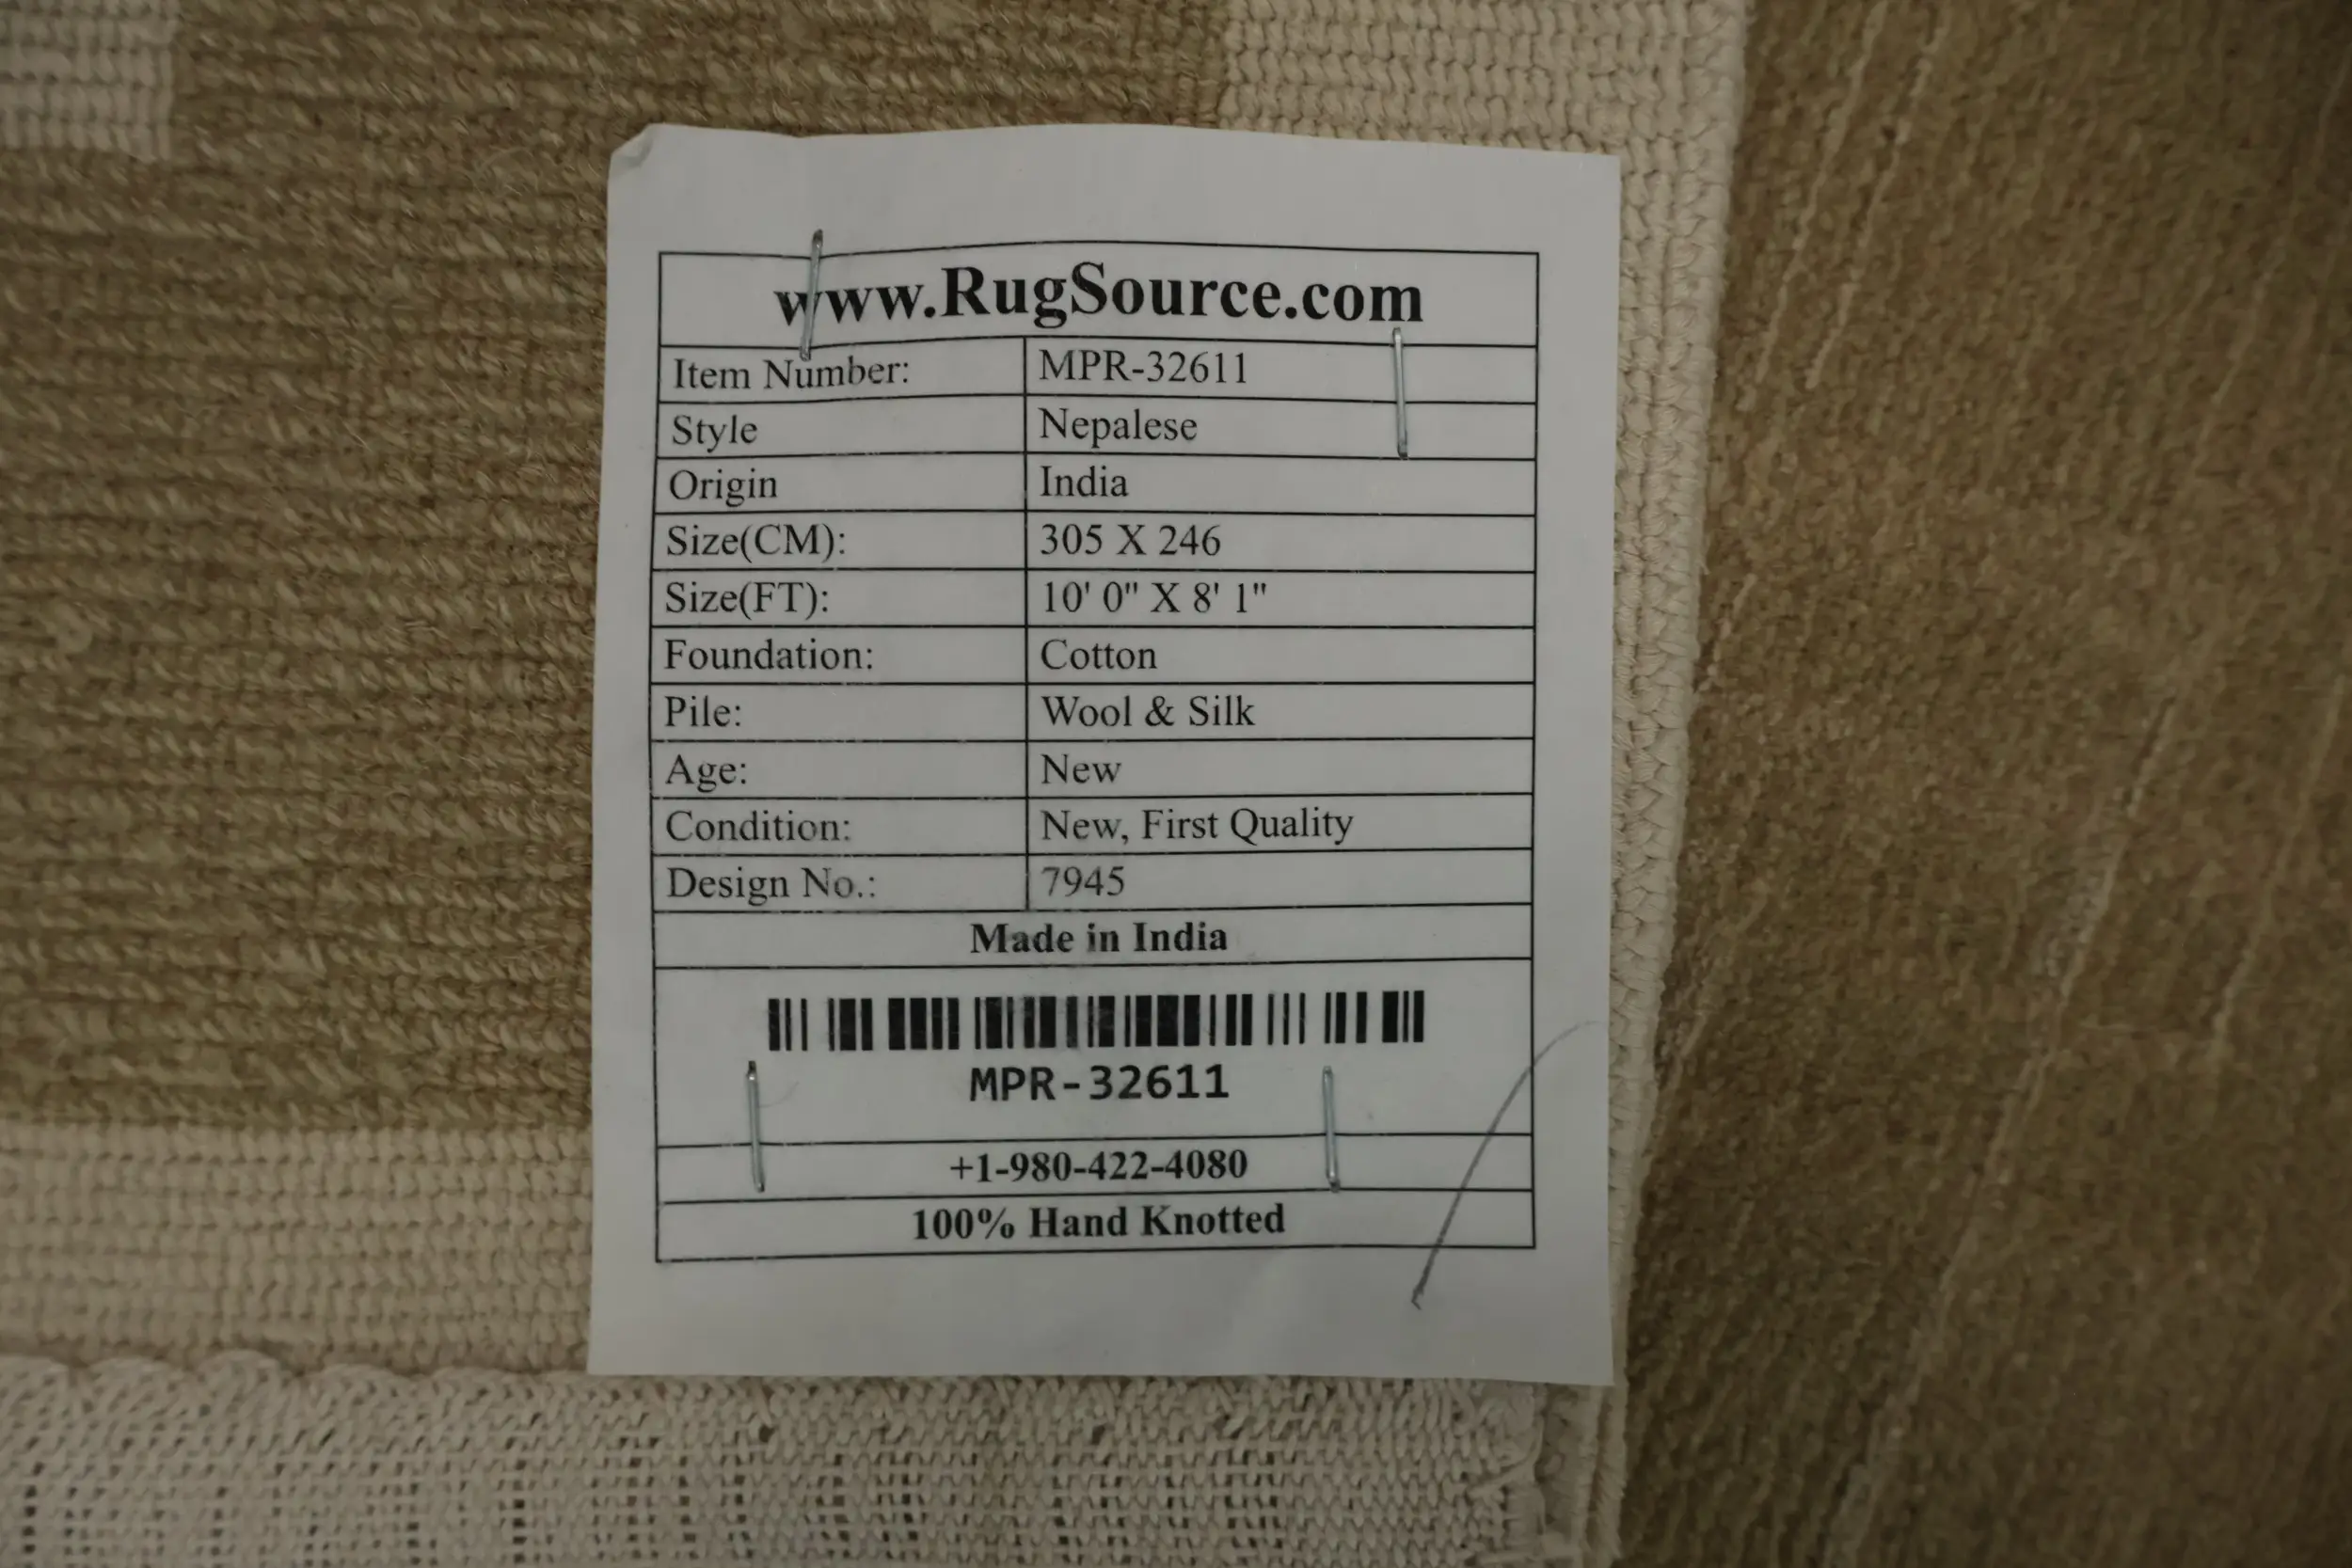 www.RugSource.com
Item Number: MPR-32611
Style Nepalese
Origin India
Size(CM): 305 X 246
Size(FT): 10' 0" X 8' 1"
Foundation: Cotton
Pile: Wool & Silk
Age: New
Condition: New, First Quality
Design No.: 7945
Made in India
MPR-32611
+1-980-422-4080
100% Hand Knotted